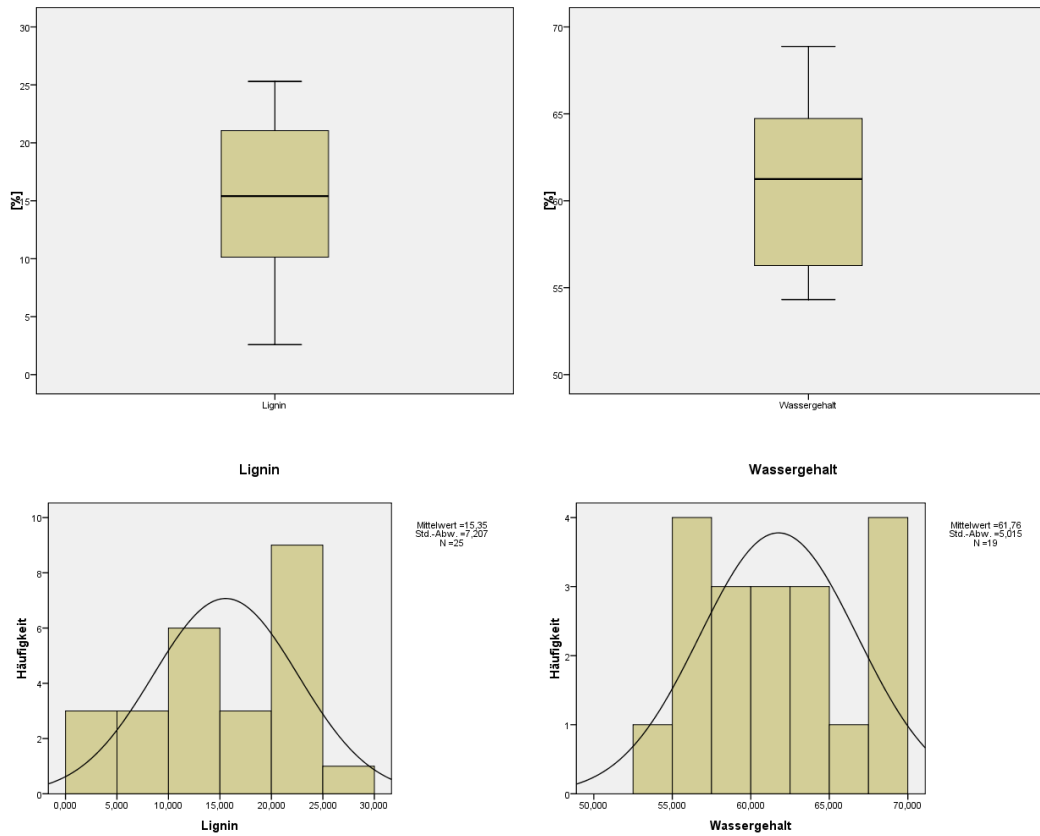 30
25
20
15
10
5
0
[%]
Lignin
70
65
60
55
50
[%]
Wassergehalt
Lignin
10
8
6
4
2
0
Häufigkeit
0,000 5,000 10,000 15,000 20,000 25,000 30,000
Lignin
Mittelwert =15,35
Std.-Abw. =7,207
N =25
Wassergehalt
4
3
2
1
0
Häufigkeit
50,000 55,000 60,000 65,000 70,000
Wassergehalt
Mittelwert =61,76
Std.-Abw. =5,015
N =19